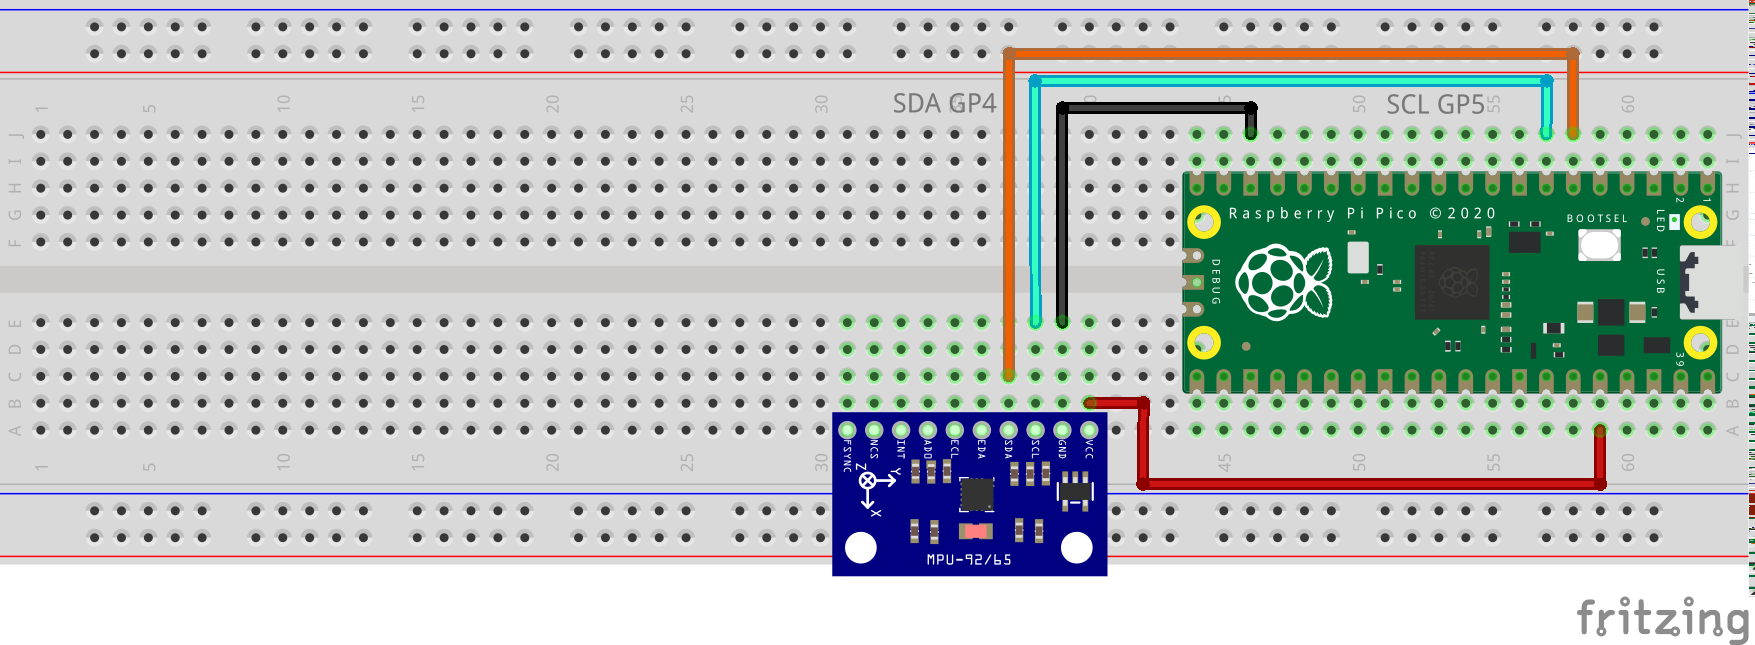 1 5 10 15 20 25 30 SDA GP4 50 SCL GP5 55 60
J J
I I
H H
G G
F F
2 1
Raspberry Pi Pico ©2020
BOOTSEL
LED
DEBUG
USB
E E
D D
C C
B B
A A
39
FSYNC NCS INT ADO ECL EDA SDA SCL GND VCC
1 5 10 15 20 25 30 45 50 55 60
Z Y
X
MPU-92/65
fritzing